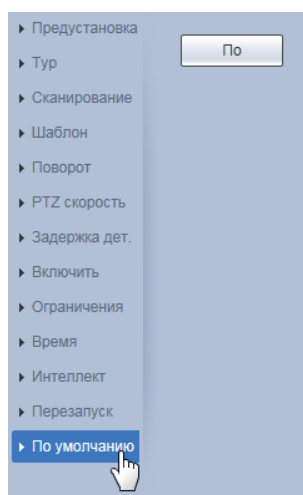 Предустановка
По
Тур
Сканирование
Шаблон
Поворот
PTZ скорость
Задержка дет.
Включить
Ограничения
Время
Интеллект
Перезапуск
По умолчанию